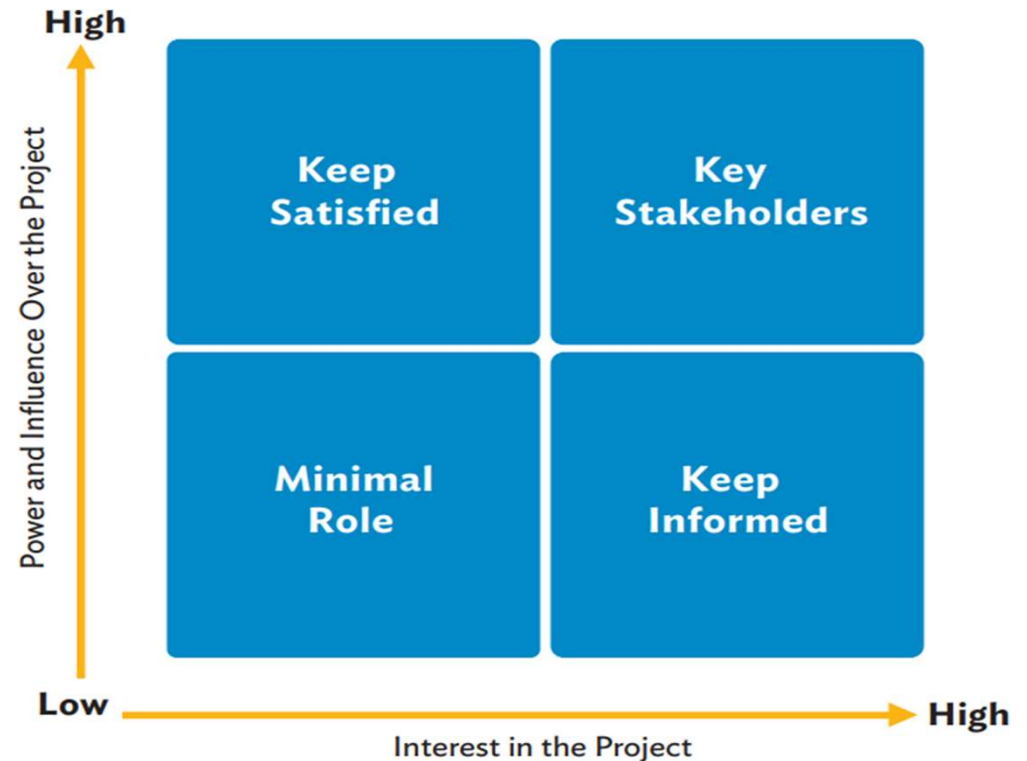 High
Power and Influence Over the Project
Keep
Satisfied
Key
Stakeholders
Minimal
Role
Keep
Informed
Low
High
Interest in the Project